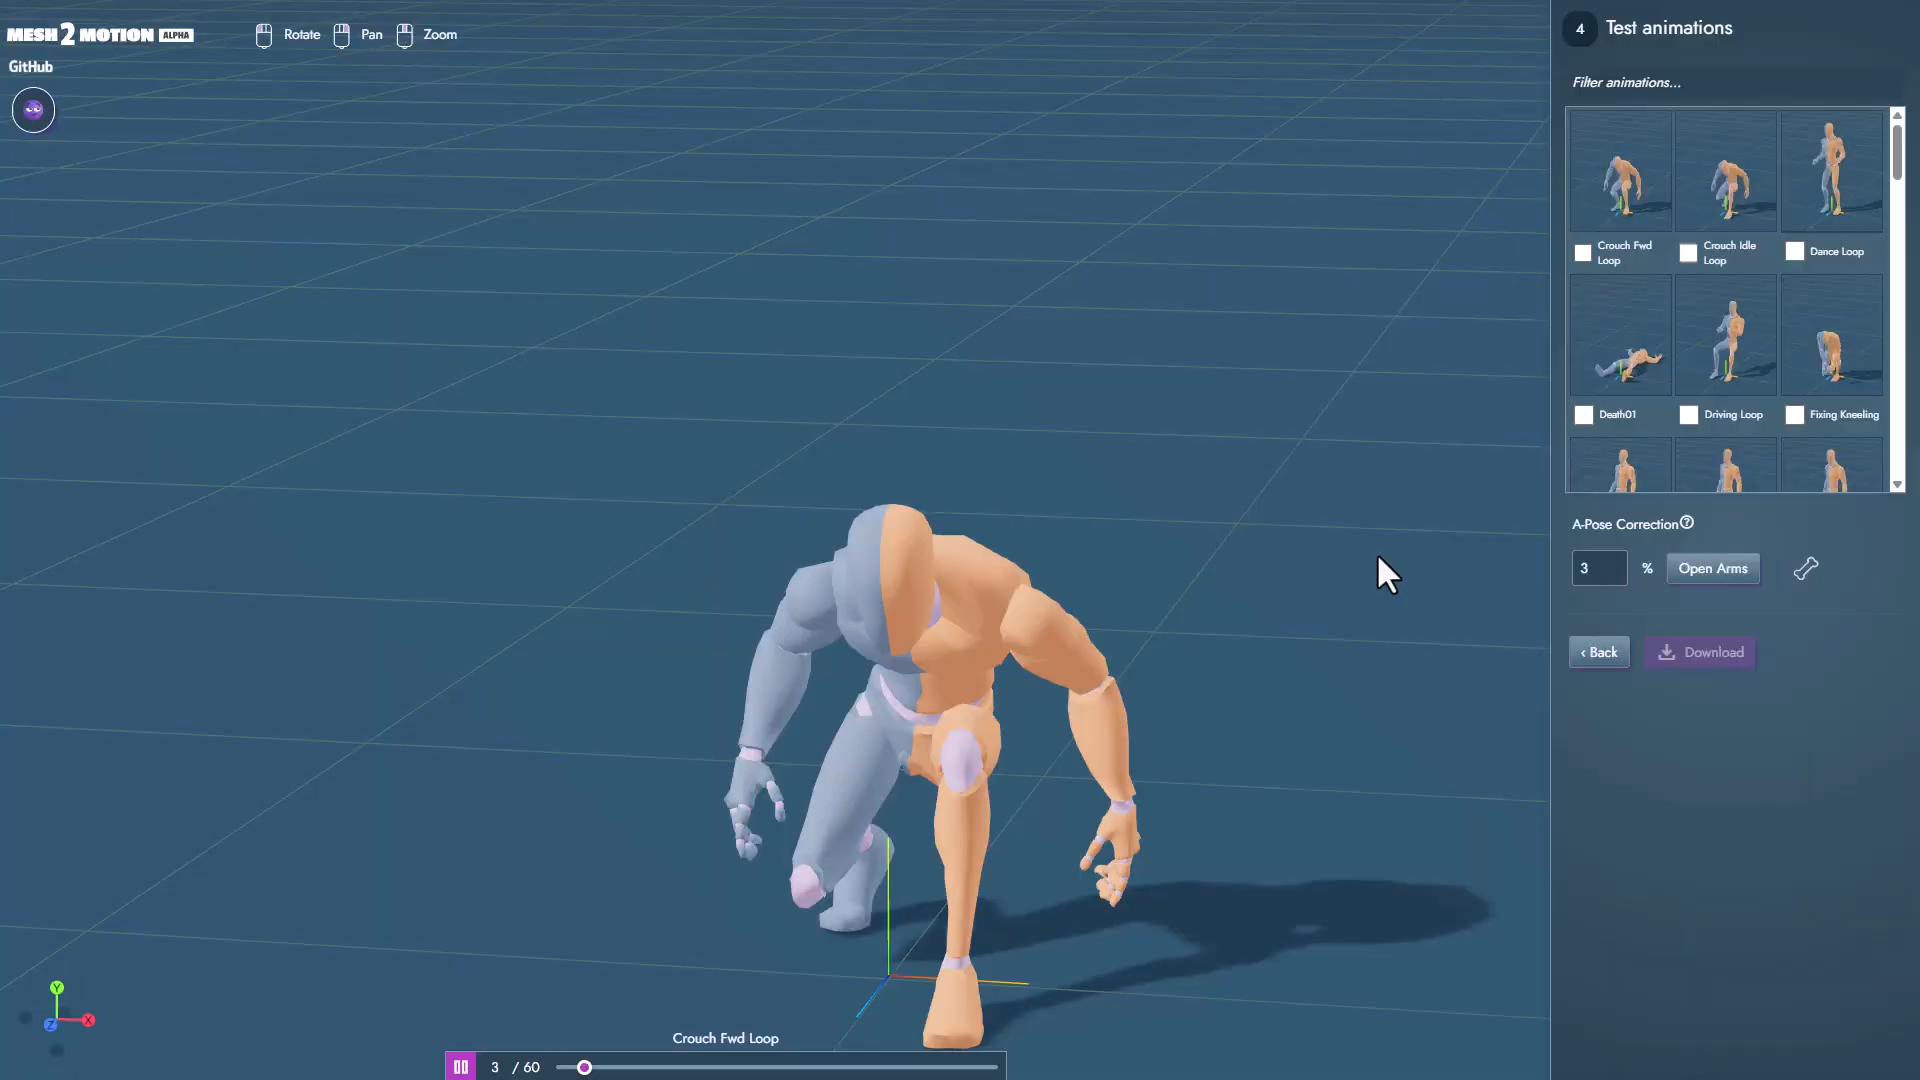 MESH2MOTION ALPHA
Rotate
Pan
Zoom
GitHub
4 Test animations
Filter animations...
Crouch Fwd
Loop
Crouch Idle
Loop
Dance Loop
Death01
Driving Loop
Fixing Kneeling
A-Pose Correction?
3 % Open Arms
‹ Back
Download
Y
Z
X
Crouch Fwd Loop
3 / 60